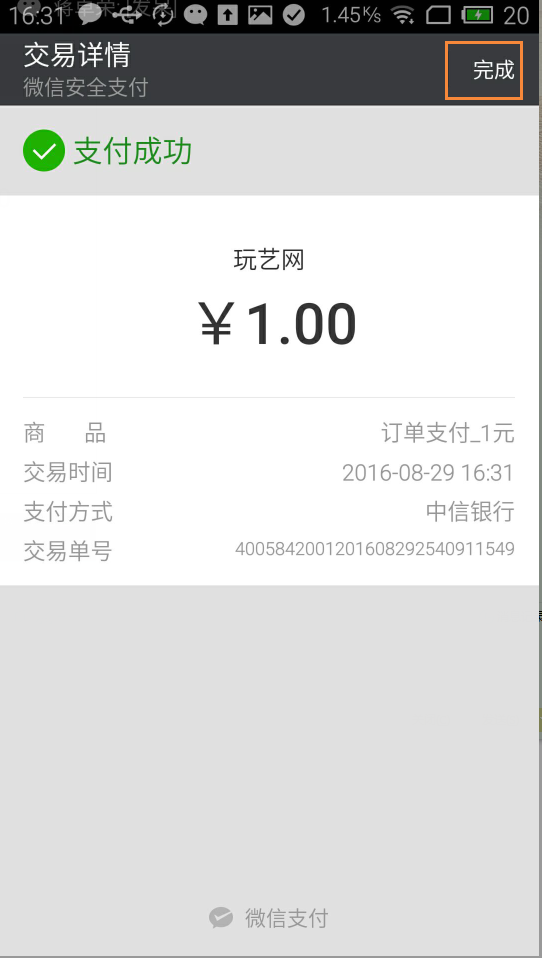 16:31 1.45K/s 20
交易详情
微信安全支付
完成
支付成功
玩艺网
￥1.00
商 品 订单支付_1元
交易时间 2016-08-29 16:31
支付方式 中信银行
交易单号 4005842001201608292540911549
微信支付